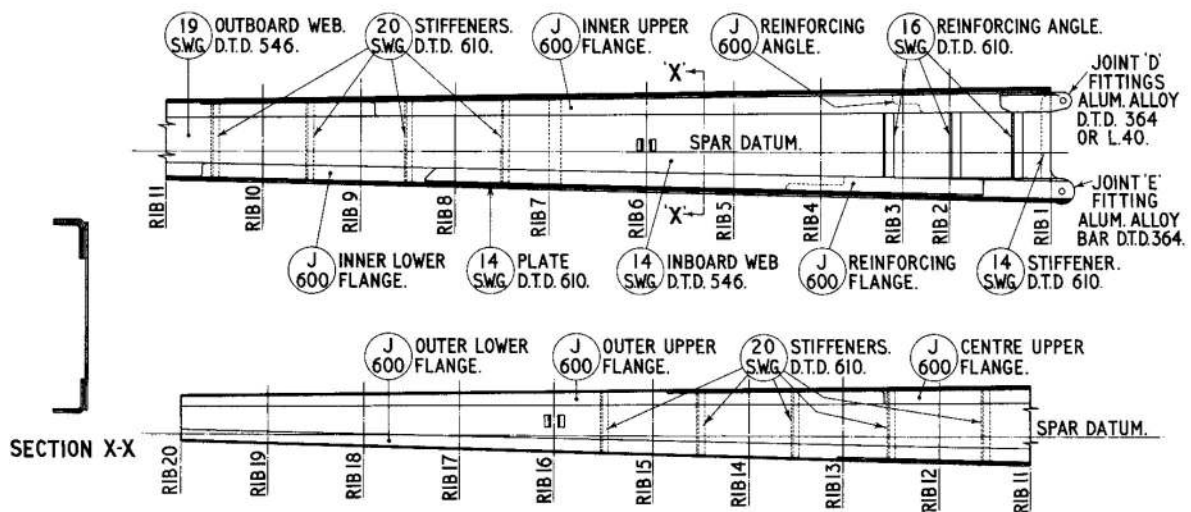 19 S.W.G. OUTBOARD WEB. D.T.D. 546.
20 S.W.G. STIFFENERS. D.T.D. 610.
J 600 INNER UPPER FLANGE.
J 600 REINFORCING ANGLE.
16 S.W.G. REINFORCING ANGLE. D.T.D. 610.
'X'
JOINT 'D'
FITTINGS
ALUM. ALLOY
D.T.D. 364
OR L.40.
SPAR DATUM.
RIB 11
RIB 10
RIB 9
RIB 8
RIB 7
RIB 6
'X'
RIB 5
RIB 4
RIB 3
RIB 2
RIB 1
JOINT 'E'
FITTING
ALUM. ALLOY
BAR D.T.D. 364.
J 600 INNER LOWER FLANGE.
14 S.W.G. PLATE D.T.D. 610.
14 S.W.G. INBOARD WEB D.T.D. 546.
J 600 REINFORCING FLANGE.
14 S.W.G. STIFFENER. D.T.D 610.
J 600 OUTER LOWER FLANGE.
J 600 OUTER UPPER FLANGE.
20 S.W.G. STIFFENERS. D.T.D. 610.
J 600 CENTRE UPPER FLANGE.
SPAR DATUM.
SECTION X-X
RIB 20
RIB 19
RIB 18
RIB 17
RIB 16
RIB 15
RIB 14
RIB 13
RIB 12
RIB 11